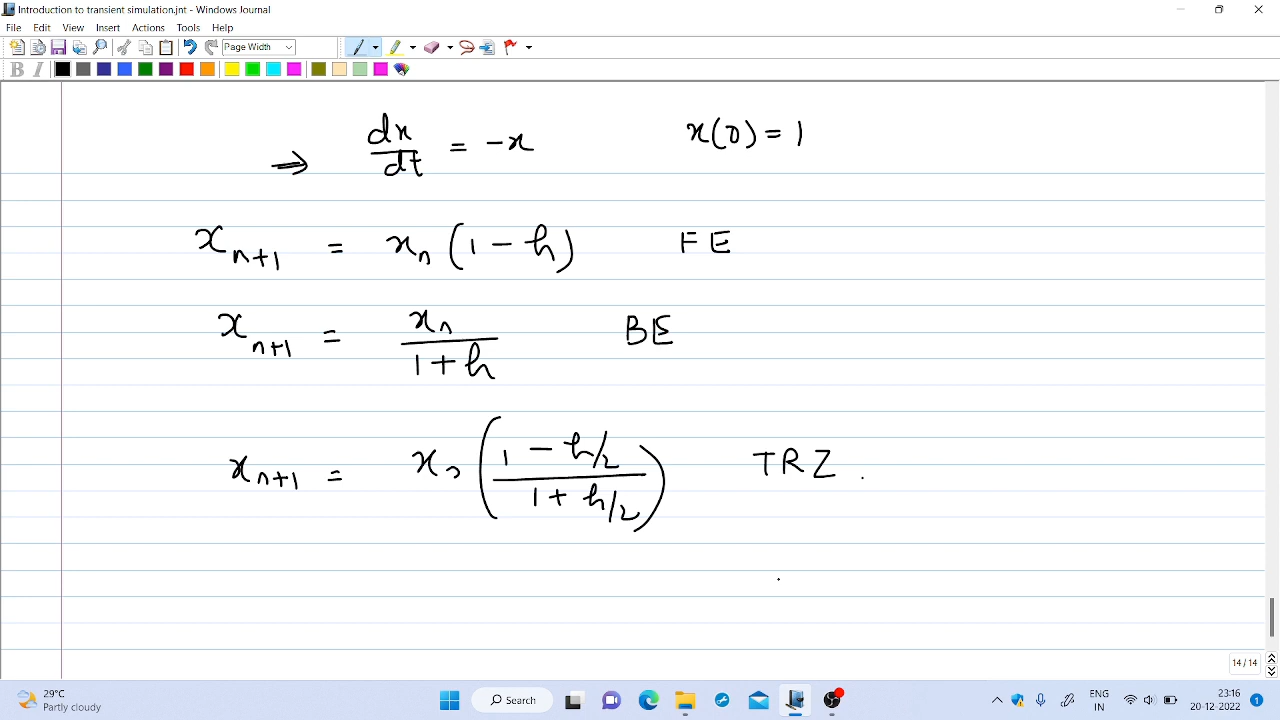 Introduction to transient simulation.jnt - Windows Journal
File Edit View Insert Actions Tools Help
Page Width
B I
⇒ dx/dt = -x x(0) = 1
x_{n+1} = x_n (1 - h) FE
x_{n+1} = x_n/(1 + h) BE
x_{n+1} = x_n ((1 - h/2)/(1 + h/2)) TRZ.
14 / 14
29°C
Partly cloudy
Search
ENG
IN
23:16
20-12-2022
1